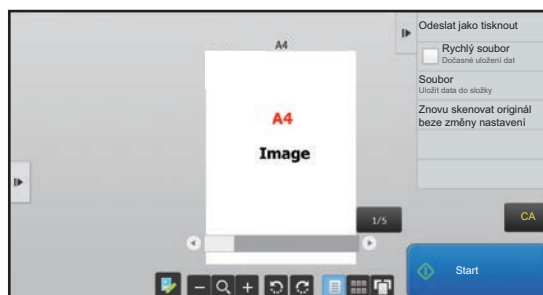 A4
A4
Image
1/5
Odeslat jako tisknout
Rychlý soubor
Dočasné uložení dat
Soubor
Uložit data do složky
Znovu skenovat originál
beze změny nastavení
CA
Start